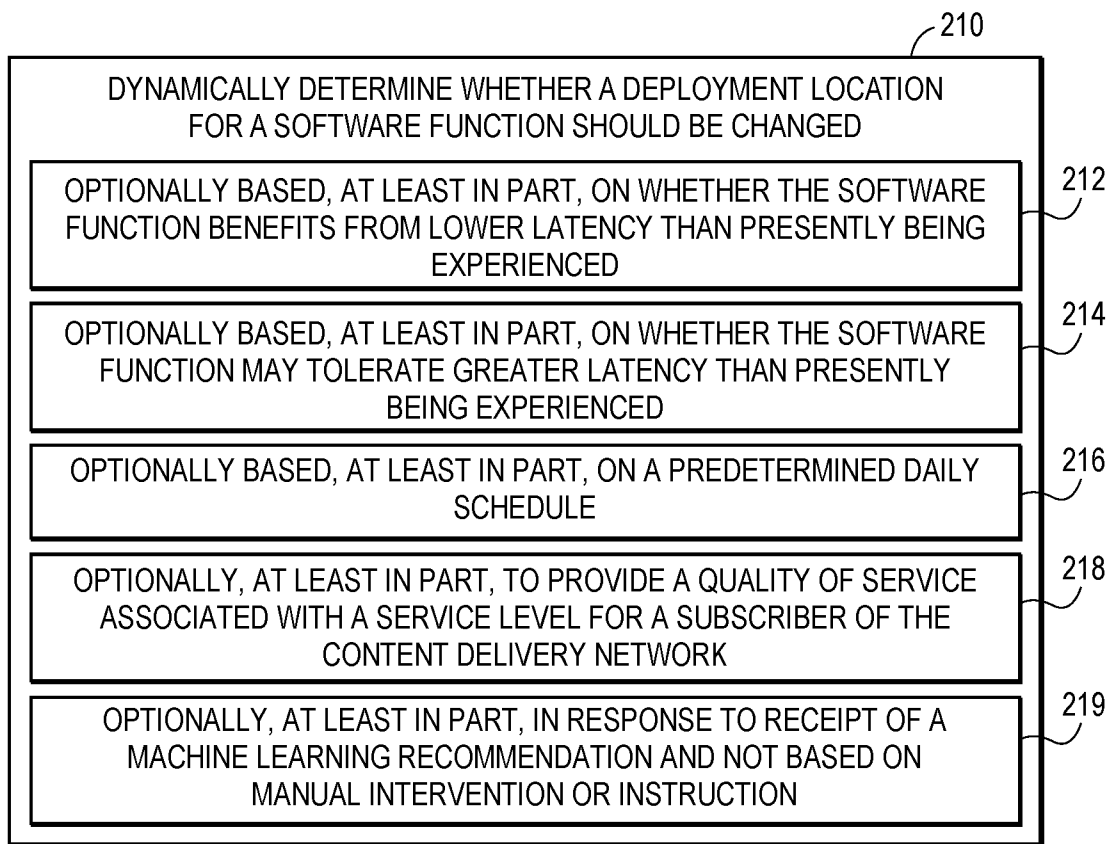 210
DYNAMICALLY DETERMINE WHETHER A DEPLOYMENT LOCATION
FOR A SOFTWARE FUNCTION SHOULD BE CHANGED
OPTIONALLY BASED, AT LEAST IN PART, ON WHETHER THE SOFTWARE
FUNCTION BENEFITS FROM LOWER LATENCY THAN PRESENTLY BEING
EXPERIENCED
212
OPTIONALLY BASED, AT LEAST IN PART, ON WHETHER THE SOFTWARE
FUNCTION MAY TOLERATE GREATER LATENCY THAN PRESENTLY
BEING EXPERIENCED
214
OPTIONALLY BASED, AT LEAST IN PART, ON A PREDETERMINED DAILY
SCHEDULE
216
OPTIONALLY, AT LEAST IN PART, TO PROVIDE A QUALITY OF SERVICE
ASSOCIATED WITH A SERVICE LEVEL FOR A SUBSCRIBER OF THE
CONTENT DELIVERY NETWORK
218
OPTIONALLY, AT LEAST IN PART, IN RESPONSE TO RECEIPT OF A
MACHINE LEARNING RECOMMENDATION AND NOT BASED ON
MANUAL INTERVENTION OR INSTRUCTION
219